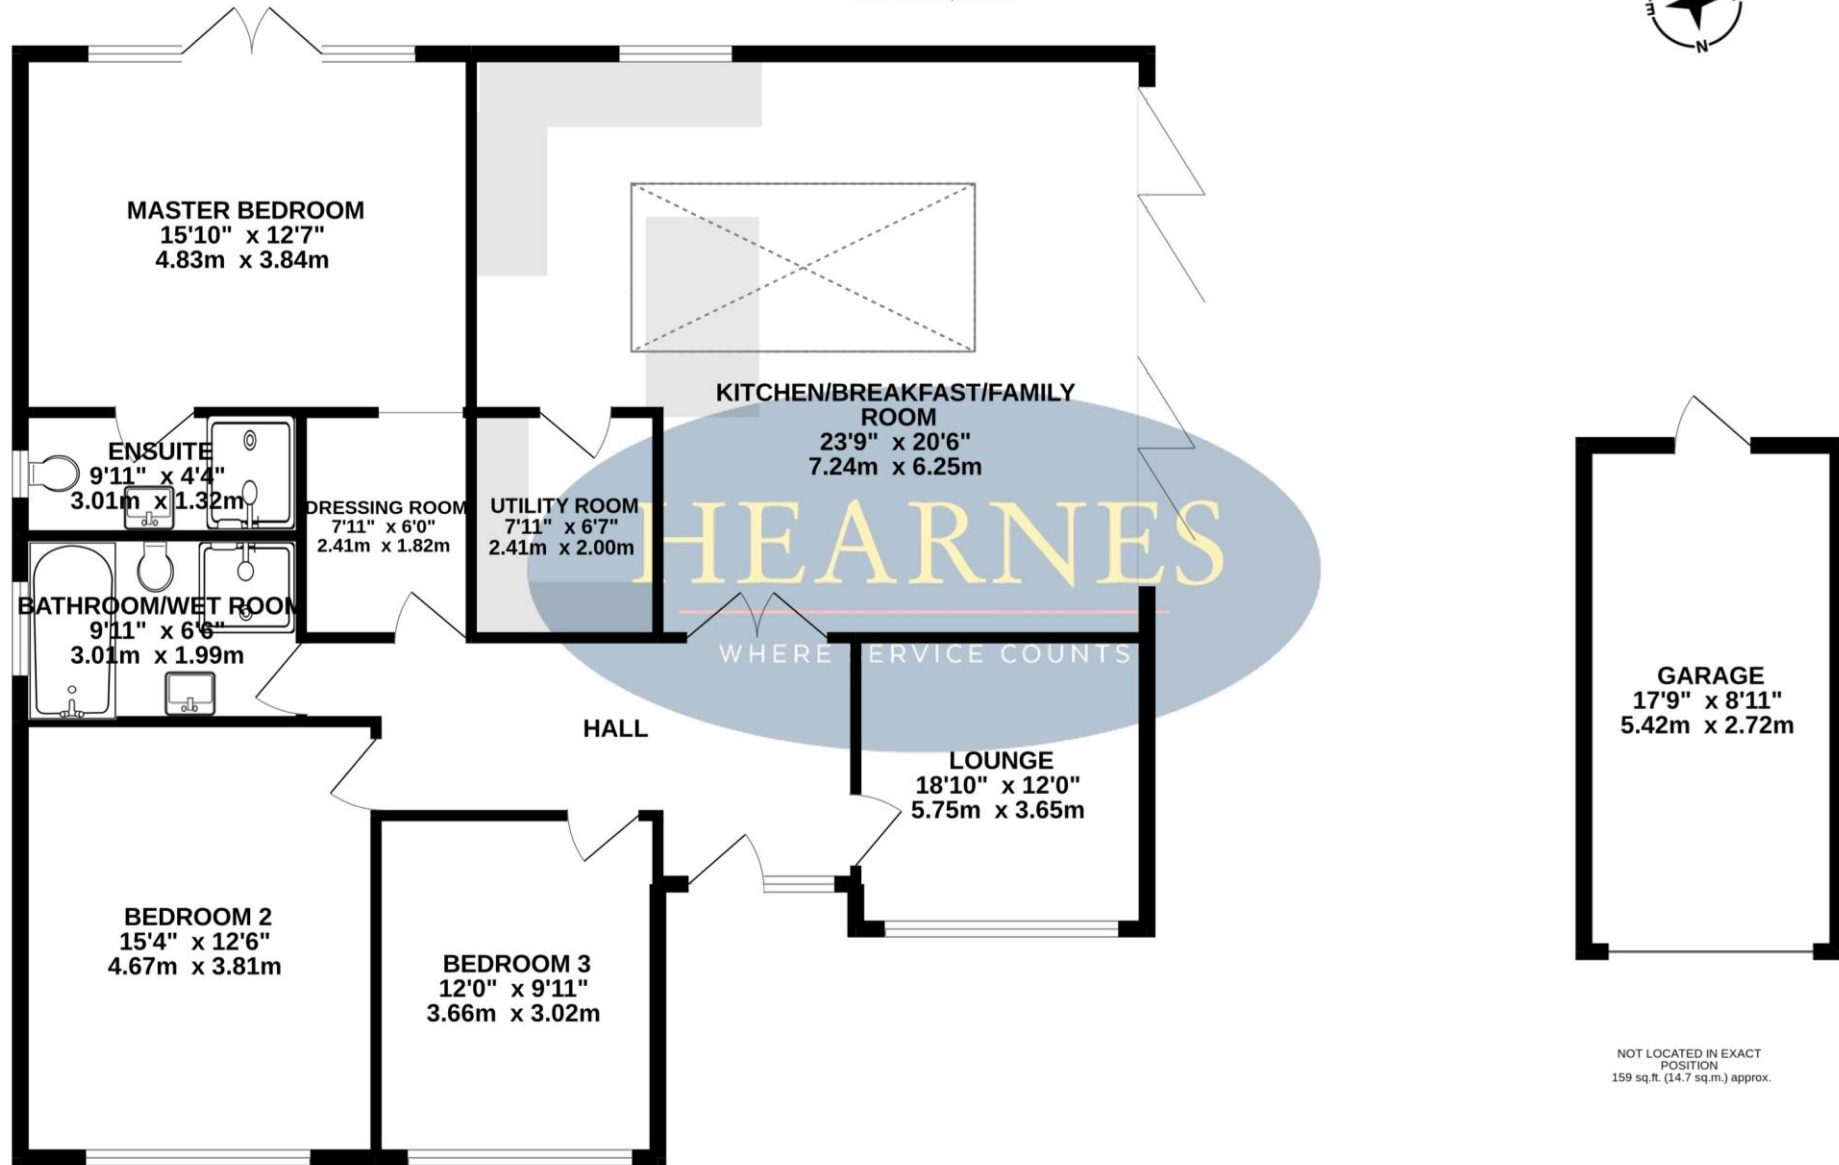 N
E
MASTER BEDROOM
15'10" x 12'7"
4.83m x 3.84m
KITCHEN/BREAKFAST/FAMILY
ROOM
23'9" x 20'6"
7.24m x 6.25m
ENSUITE
9'11" x 4'4"
3.01m x 1.32m
DRESSING ROOM
7'11" x 6'0"
2.41m x 1.82m
UTILITY ROOM
7'11" x 6'7"
2.41m x 2.00m
HEARNES
WHERE SERVICE COUNTS
BATHROOM/WET ROOM
9'11" x 6'6"
3.01m x 1.99m
HALL
LOUNGE
18'10" x 12'0"
5.75m x 3.65m
GARAGE
17'9" x 8'11"
5.42m x 2.72m
BEDROOM 2
15'4" x 12'6"
4.67m x 3.81m
BEDROOM 3
12'0" x 9'11"
3.66m x 3.02m
NOT LOCATED IN EXACT
POSITION
159 sq.ft. (14.7 sq.m.) approx.